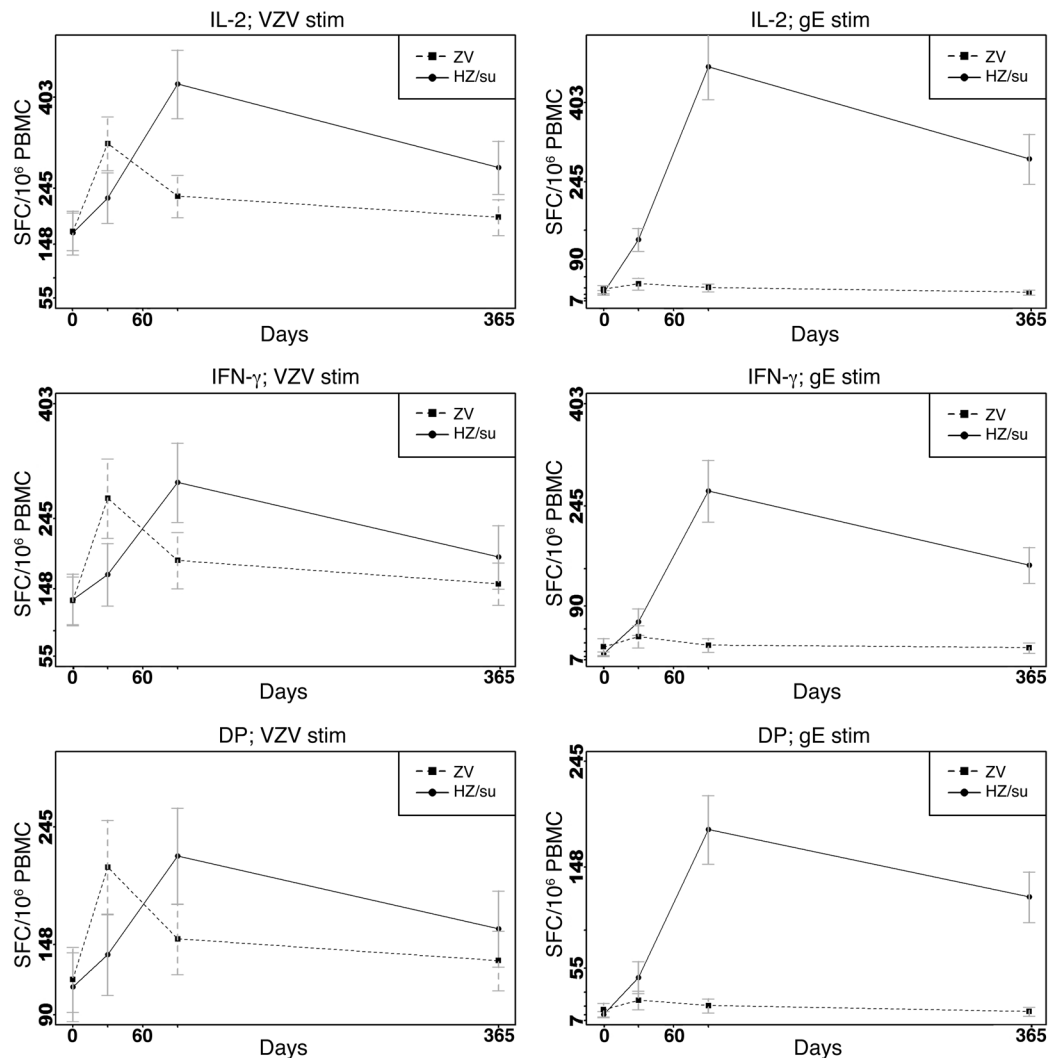 IL-2; VZV stim
SFC/10⁶ PBMC
403
245
148
55
ZV
HZ/su
0
60
365
Days
IL-2; gE stim
SFC/10⁶ PBMC
403
245
90
7
ZV
HZ/su
0
60
365
Days
IFN-γ; VZV stim
SFC/10⁶ PBMC
403
245
148
55
ZV
HZ/su
0
60
365
Days
IFN-γ; gE stim
SFC/10⁶ PBMC
403
245
90
7
ZV
HZ/su
0
60
365
Days
DP; VZV stim
SFC/10⁶ PBMC
245
148
90
ZV
HZ/su
0
60
365
Days
DP; gE stim
SFC/10⁶ PBMC
245
148
55
7
ZV
HZ/su
0
60
365
Days